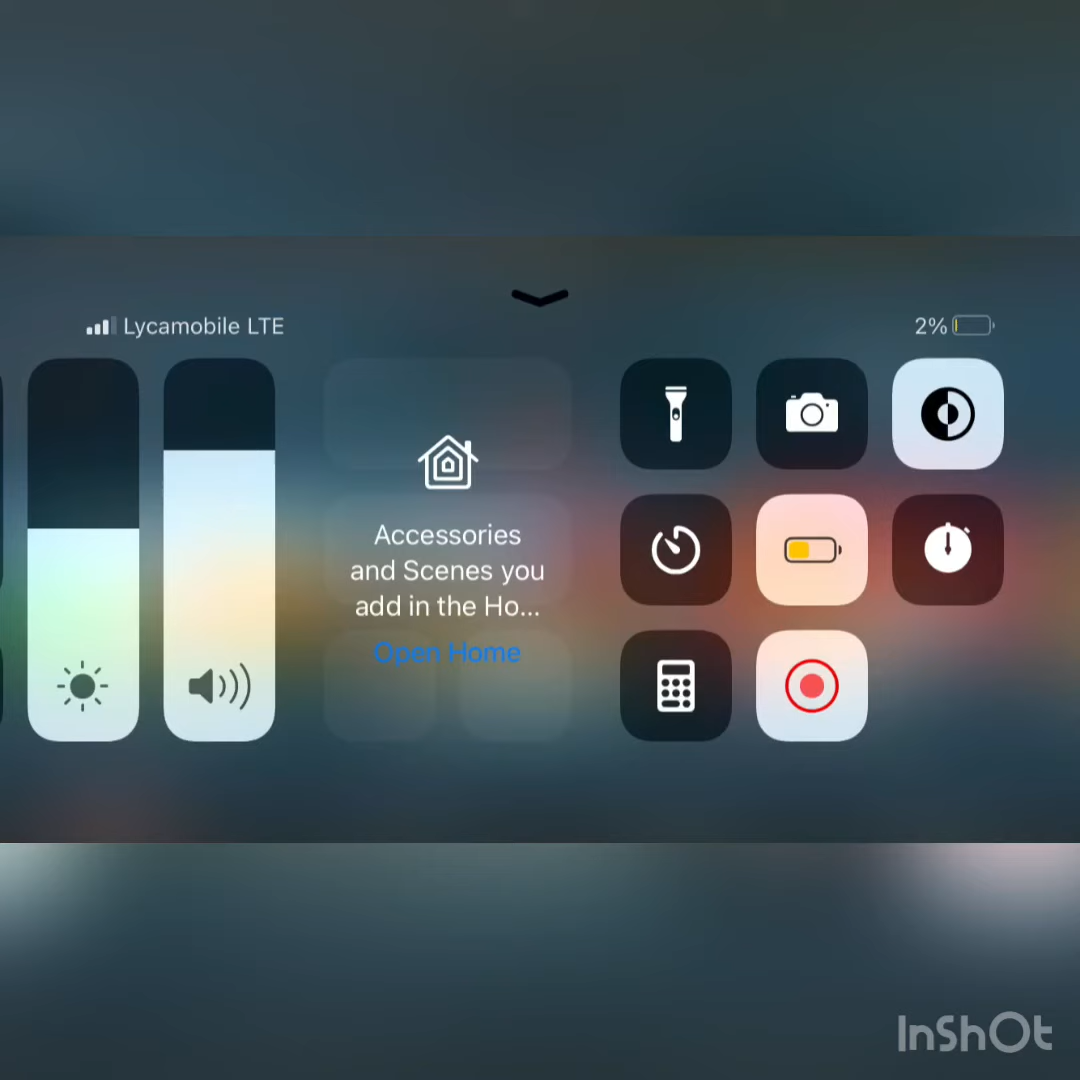 Lycamobile LTE
2%
Accessories
and Scenes you
add in the Ho...
Open Home
InShOt